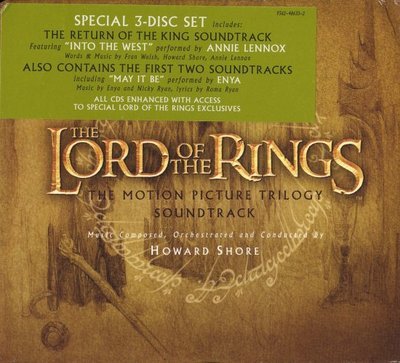 9362-48633-2
SPECIAL 3-DISC SET includes:
THE RETURN OF THE KING SOUNDTRACK
Featuring "INTO THE WEST" performed by ANNIE LENNOX
Words & Music by Fran Walsh, Howard Shore, Annie Lennox
ALSO CONTAINS THE FIRST TWO SOUNDTRACKS
including "MAY IT BE" performed by ENYA
Music by Enya and Nicky Ryan, lyrics by Roma Ryan
ALL CDS ENHANCED WITH ACCESS
TO SPECIAL LORD OF THE RINGS EXCLUSIVES
THE
LORD OF THE RINGS
THE MOTION PICTURE TRILOGY
SOUNDTRACK
Music Composed, Orchestrated and Conducted by
HOWARD SHORE